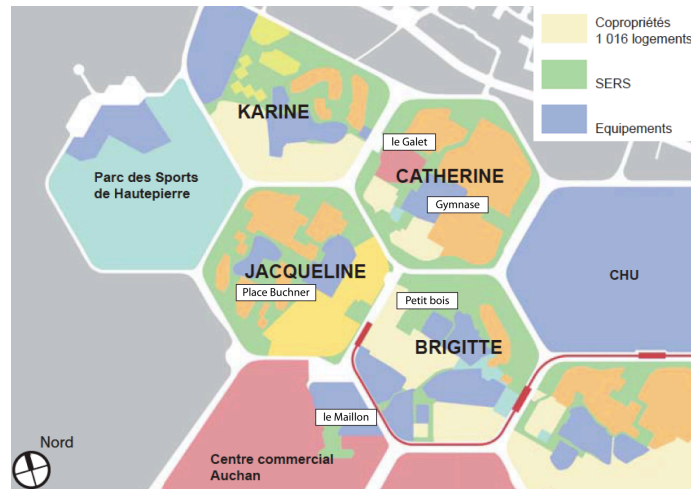 Copropriétés
1 016 logements
SERS
Equipements
KARINE
le Galet
CATHERINE
Gymnase
Parc des Sports
de Hautepierre
JACQUELINE
Place Buchner
CHU
Petit bois
BRIGITTE
le Maillon
Nord
Centre commercial
Auchan